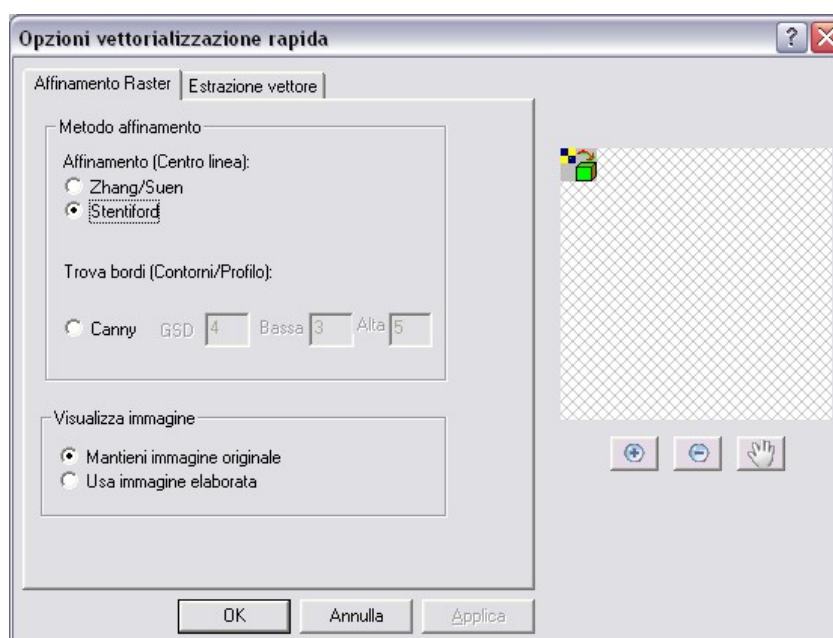 Opzioni vettorializzazione rapida
Affinamento Raster
Estrazione vettore
Metodo affinamento
Affinamento (Centro linea):
Zhang/Suen
Stentiford
Trova bordi (Contorni/Profilo):
Canny GSD 4 Bassa 3 Alta 5
Visualizza immagine
Mantieni immagine originale
Usa immagine elaborata
OK Annulla Applica